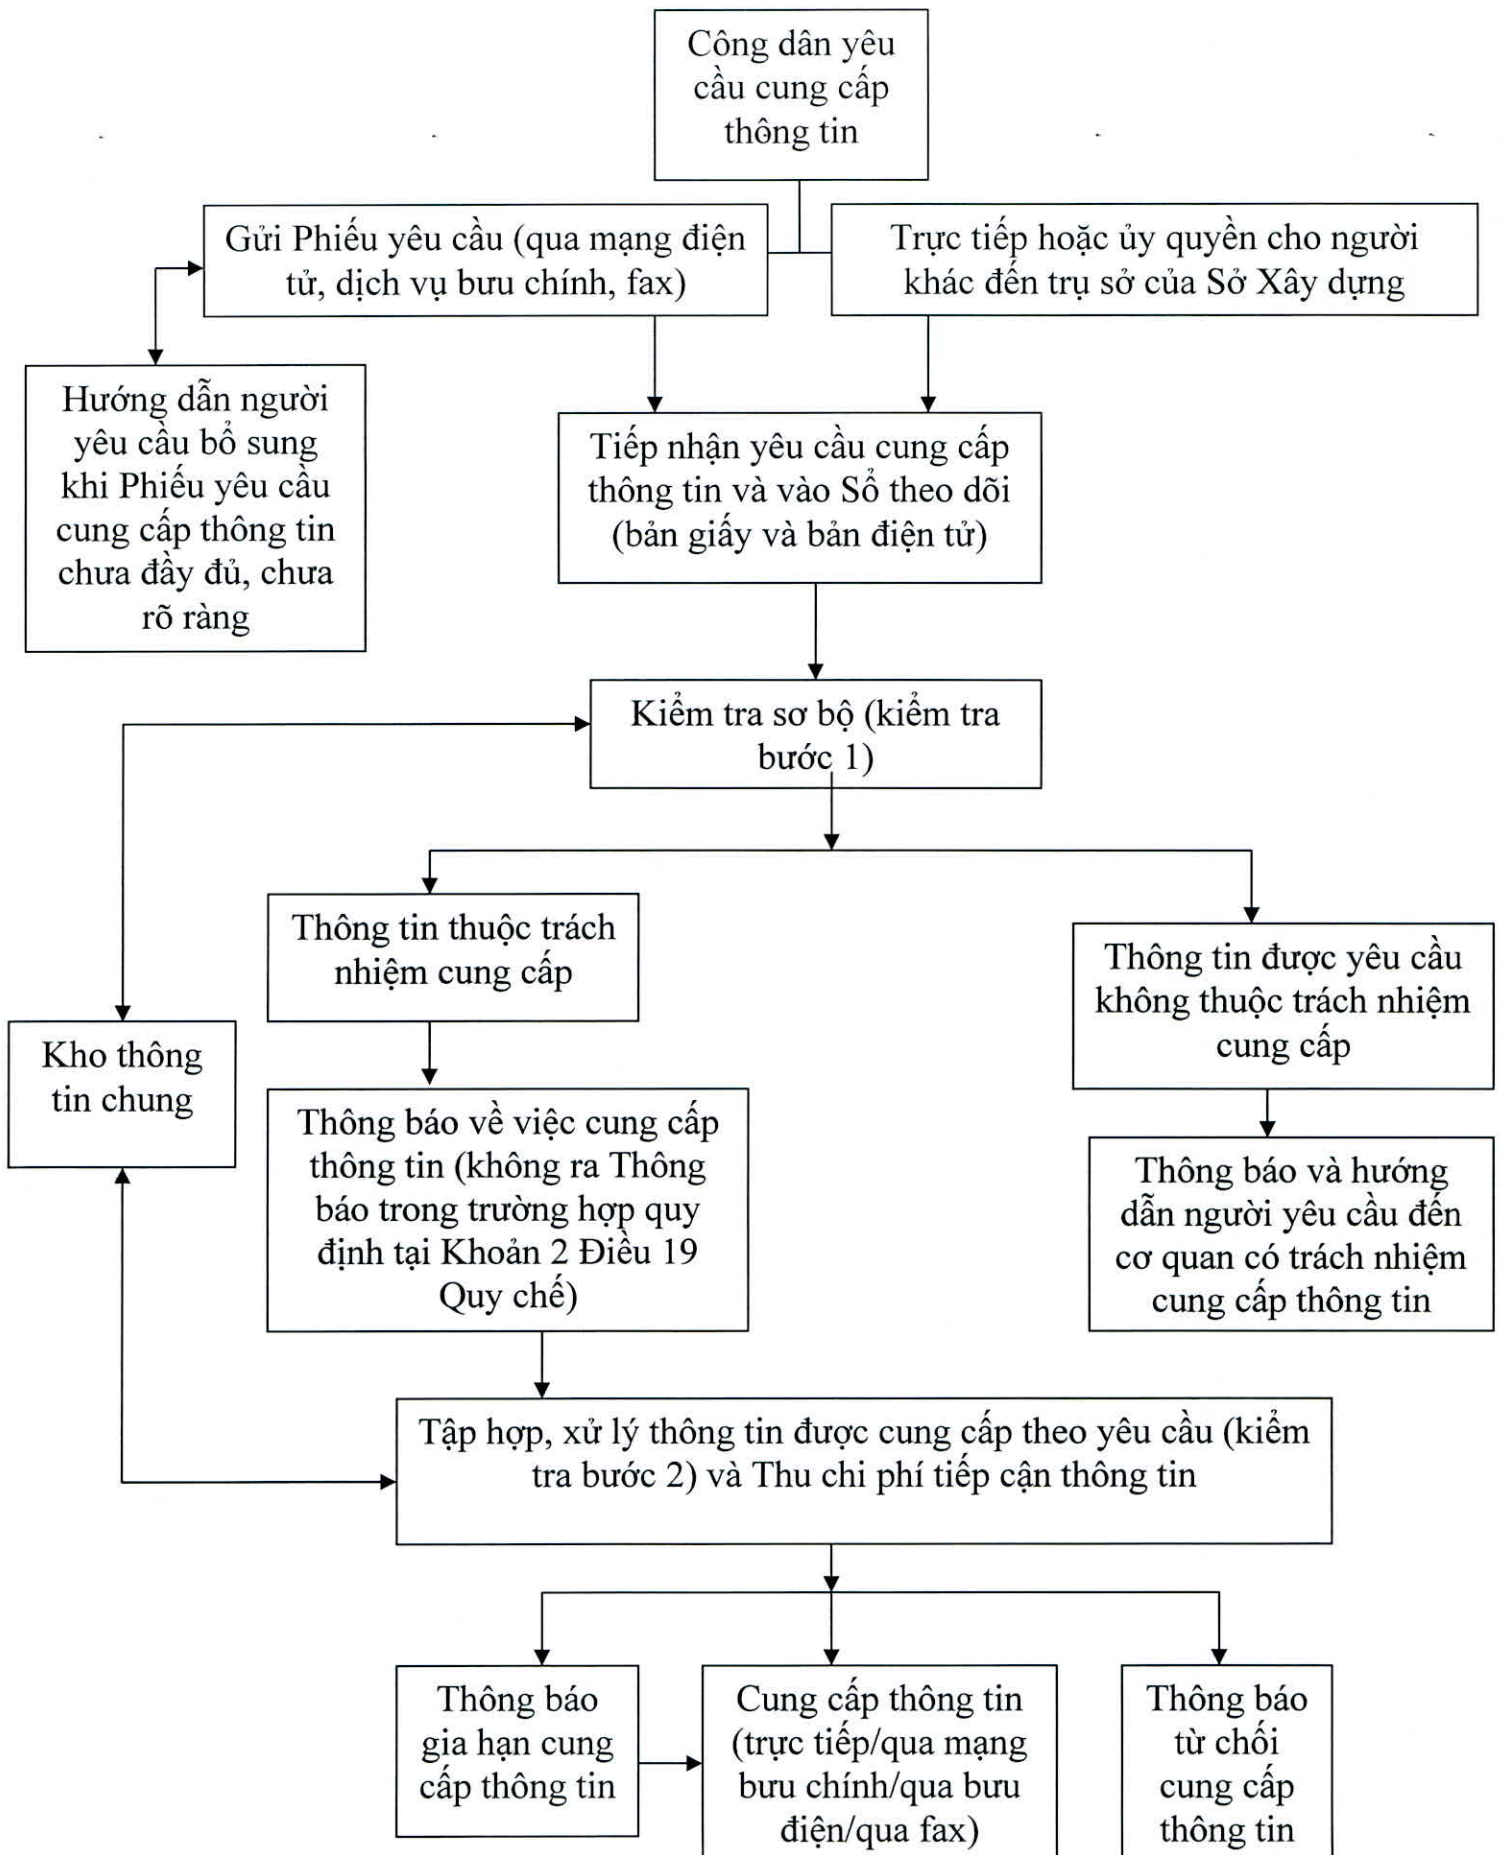 Công dân yêu
cầu cung cấp
thông tin
Gửi Phiếu yêu cầu (qua mạng điện
tử, dịch vụ bưu chính, fax)
Trực tiếp hoặc ủy quyền cho người
khác đến trụ sở của Sở Xây dựng
Hướng dẫn người
yêu cầu bổ sung
khi Phiếu yêu cầu
cung cấp thông tin
chưa đầy đủ, chưa
rõ ràng
Tiếp nhận yêu cầu cung cấp
thông tin và vào Sổ theo dõi
(bản giấy và bản điện tử)
Kiểm tra sơ bộ (kiểm tra
bước 1)
Thông tin thuộc trách
nhiệm cung cấp
Thông tin được yêu cầu
không thuộc trách nhiệm
cung cấp
Kho thông
tin chung
Thông báo về việc cung cấp
thông tin (không ra Thông
báo trong trường hợp quy
định tại Khoản 2 Điều 19
Quy chế)
Thông báo và hướng
dẫn người yêu cầu đến
cơ quan có trách nhiệm
cung cấp thông tin
Tập hợp, xử lý thông tin được cung cấp theo yêu cầu (kiểm
tra bước 2) và Thu chi phí tiếp cận thông tin
Thông báo
gia hạn cung
cấp thông tin
Cung cấp thông tin
(trực tiếp/qua mạng
bưu chính/qua bưu
điện/qua fax)
Thông báo
từ chối
cung cấp
thông tin